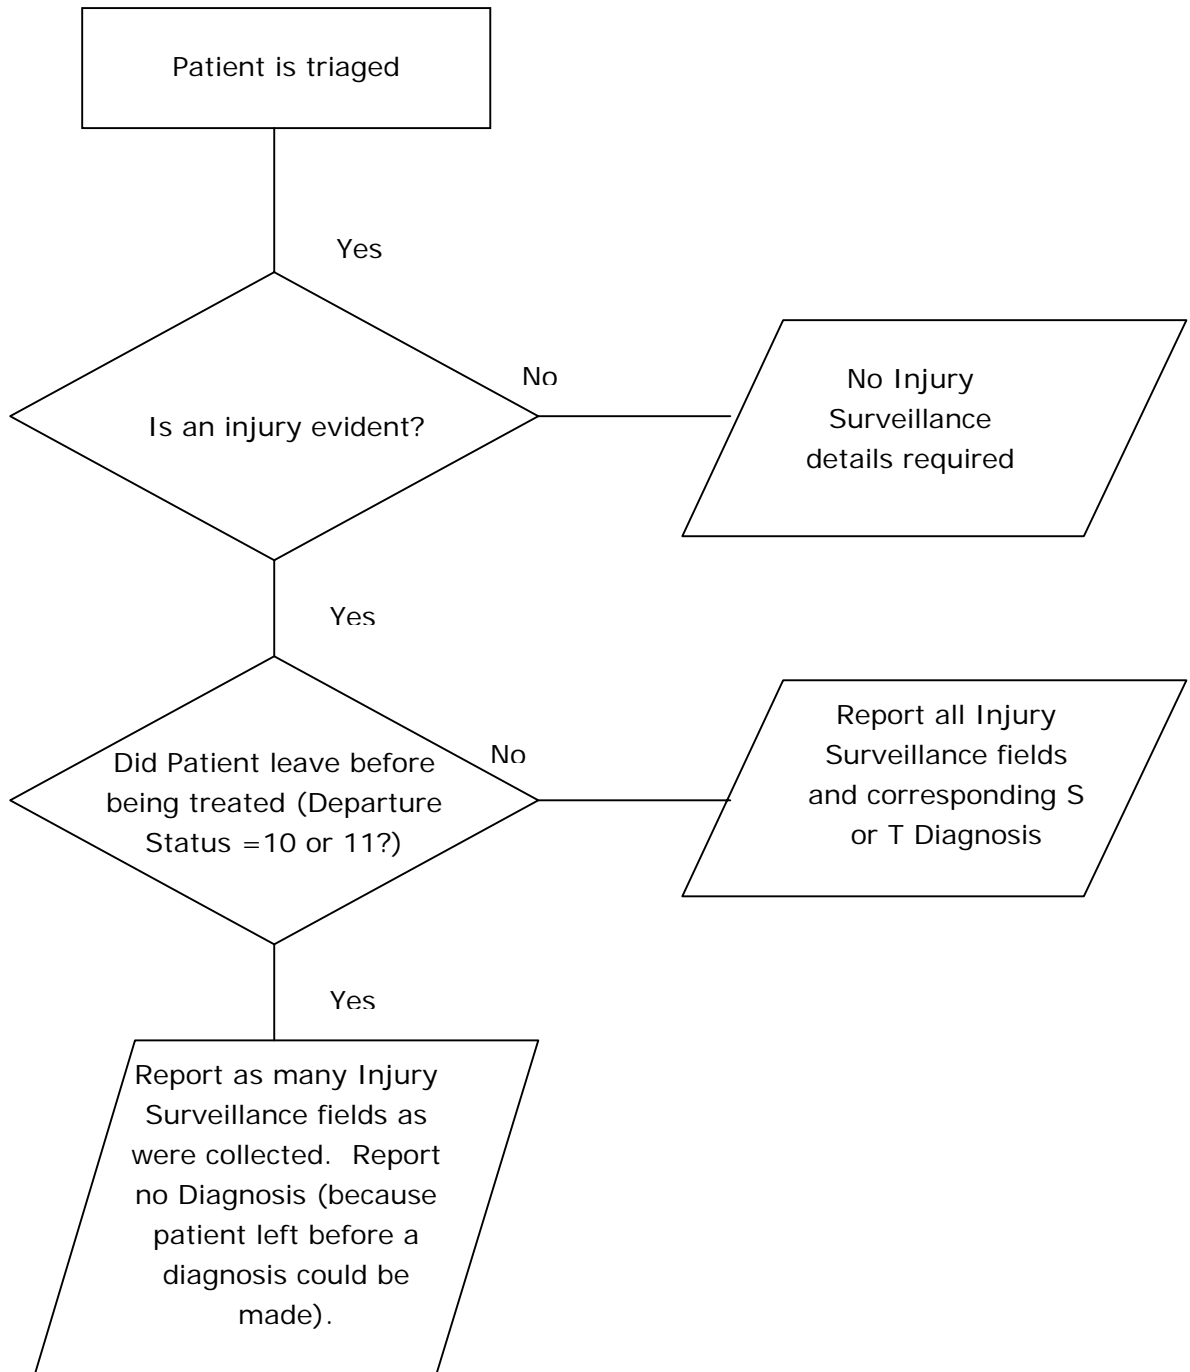 Patient is triaged
Yes
Is an injury evident?
No
No Injury
Surveillance
details required
Yes
Did Patient leave before
being treated (Departure
Status =10 or 11?)
No
Report all Injury
Surveillance fields
and corresponding S
or T Diagnosis
Yes
Report as many Injury
Surveillance fields as
were collected.  Report
no Diagnosis (because
patient left before a
diagnosis could be
made).